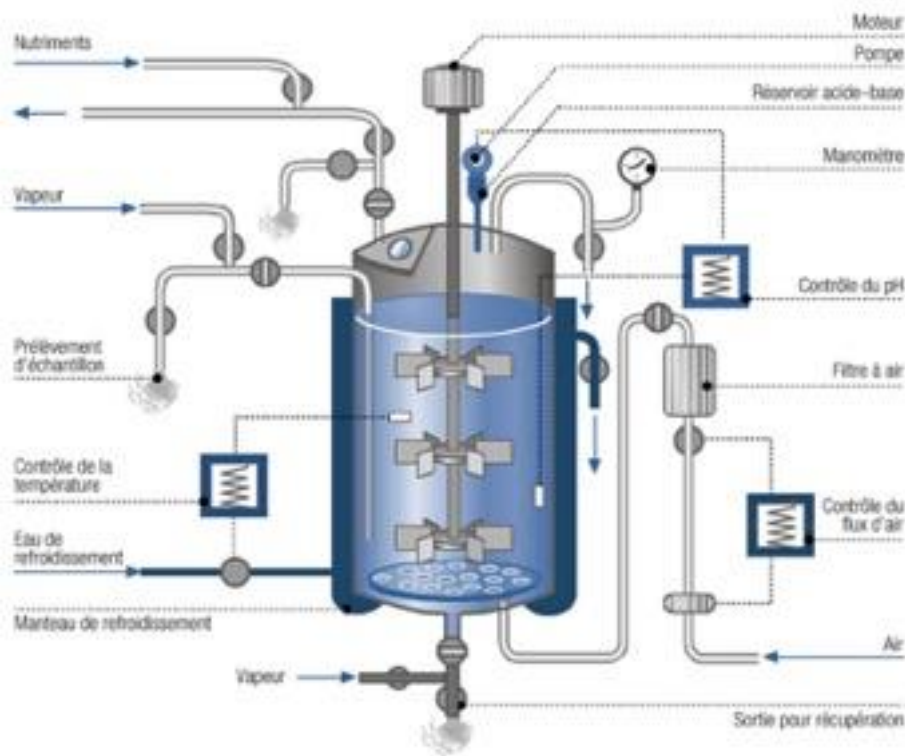 Moteur
Nutriments
Pompe
Réservoir acide-base
Manomètre
Vapeur
Contrôle du pH
Prélèvement
d'échantillon
Filtre à air
Contrôle de la
température
Contrôle du
flux d'air
Eau de
refroidissement
Manteau de refroidissement
Air
Vapeur
Sortie pour récupération